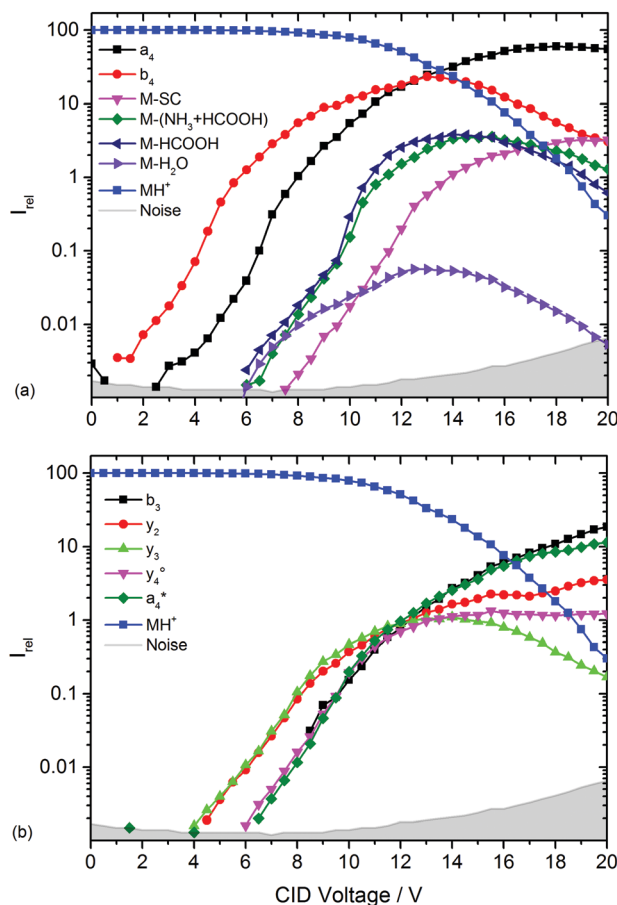 100
10
1
0.1
0.01
I_rel
a₄
b₄
M-SC
M-(NH₃+HCOOH)
M-HCOOH
M-H₂O
MH⁺
Noise
(a)
0 2 4 6 8 10 12 14 16 18 20
100
10
1
0.1
0.01
I_rel
b₃
y₂
y₃
y₄°
a₄*
MH⁺
Noise
(b)
0 2 4 6 8 10 12 14 16 18 20
CID Voltage / V